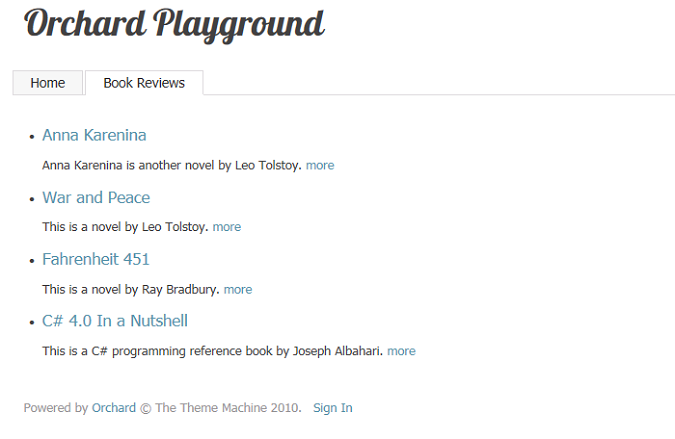 Orchard Playground
Home Book Reviews
• Anna Karenina
Anna Karenina is another novel by Leo Tolstoy. more
• War and Peace
This is a novel by Leo Tolstoy. more
• Fahrenheit 451
This is a novel by Ray Bradbury. more
• C# 4.0 In a Nutshell
This is a C# programming reference book by Joseph Albahari. more
Powered by Orchard © The Theme Machine 2010. Sign In